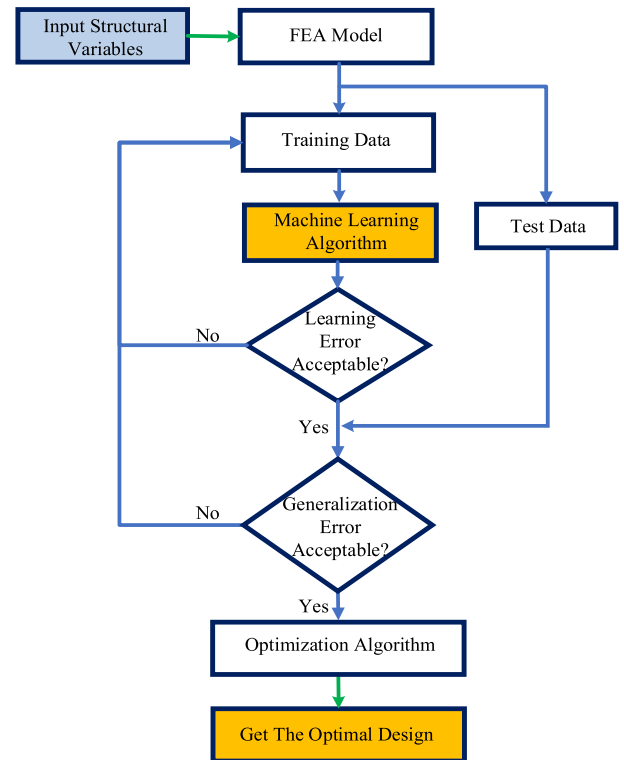 Input Structural
Variables
FEA Model
Training Data
Machine Learning
Algorithm
Test Data
Learning
Error
Acceptable?
No
Yes
Generalization
Error
Acceptable?
No
Yes
Optimization Algorithm
Get The Optimal Design